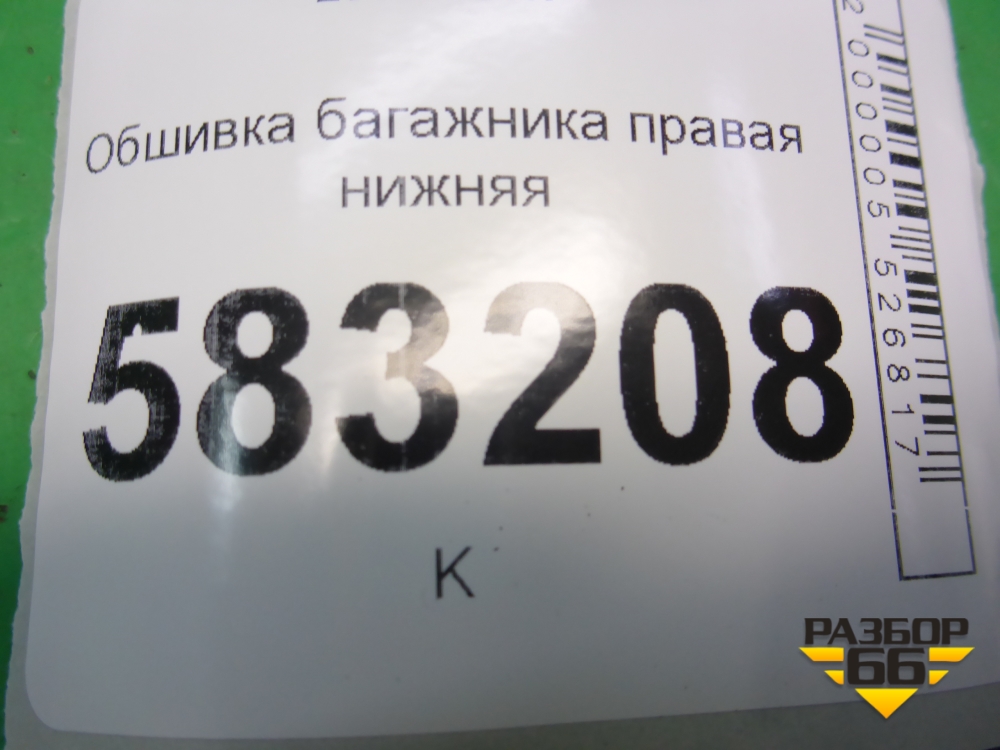 Обшивка багажника правая
нижняя
583208
К
2000005526817
РАЗБОР
66